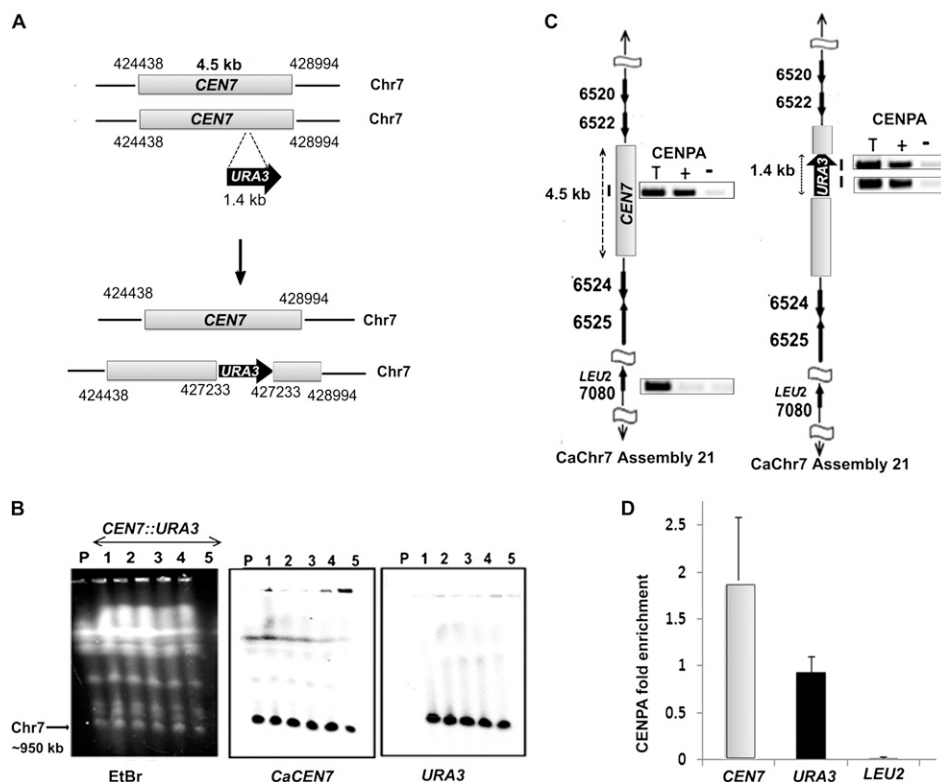 A
424438 4.5 kb 428994
CEN7 Chr7
CEN7 Chr7
424438 428994
URA3
1.4 kb
424438 428994
CEN7 Chr7
URA3 Chr7
424438 427233 427233 428994
B
CEN7::URA3
P 1 2 3 4 5
P 1 2 3 4 5
P 1 2 3 4 5
Chr7
~950 kb
EtBr CaCEN7 URA3
C
6520
6522
CENPA
T + -
4.5 kb
CEN7
6524
6525
LEU2
7080
CaChr7 Assembly 21
6520
6522
CENPA
T + -
1.4 kb
URA3
6524
6525
LEU2
7080
CaChr7 Assembly 21
D
CENPA fold enrichment
2.5
2
1.5
1
0.5
0
CEN7 URA3 LEU2